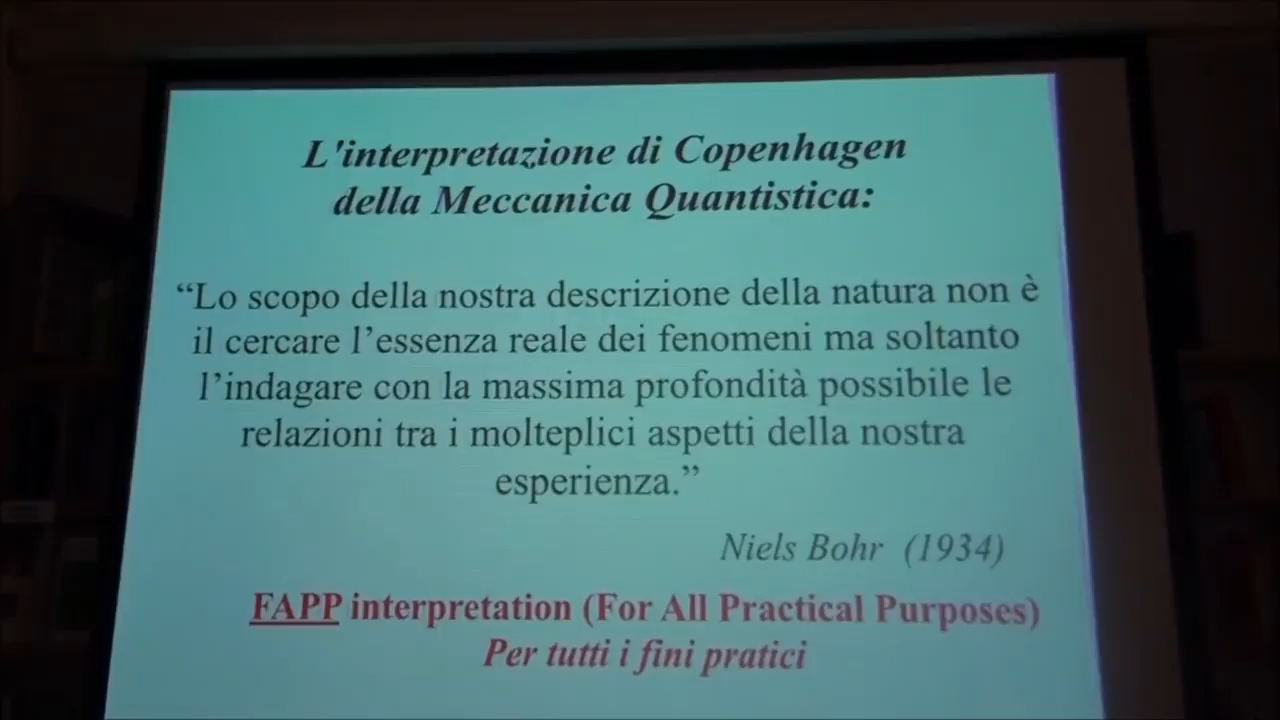 L'interpretazione di Copenhagen
della Meccanica Quantistica:
“Lo scopo della nostra descrizione della natura non è
il cercare l’essenza reale dei fenomeni ma soltanto
l’indagare con la massima profondità possibile le
relazioni tra i molteplici aspetti della nostra
esperienza.”
Niels Bohr (1934)
FAPP interpretation (For All Practical Purposes)
Per tutti i fini pratici